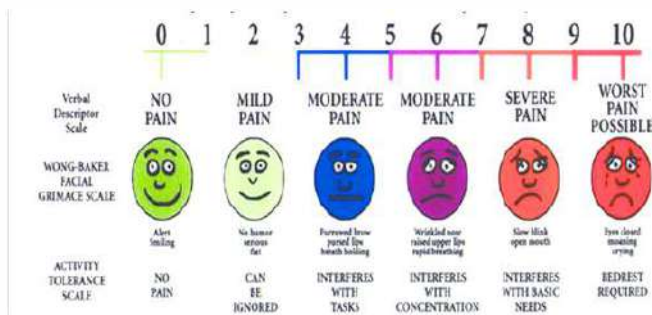 0 1 2 3 4 5 6 7 8 9 10
Verbal
Descriptor
Scale
NO
PAIN
MILD
PAIN
MODERATE
PAIN
MODERATE
PAIN
SEVERE
PAIN
WORST
PAIN
POSSIBLE
WONG-BAKER
FACIAL
GRIMACE SCALE
Alert
Smiling
No humor
serious
flat
Furrowed brow
pursed lips
breath holding
Wrinkled nose
raised upper lips
rapid breathing
Slow blink
open mouth
Eyes closed
moaning
crying
ACTIVITY
TOLERANCE
SCALE
NO
PAIN
CAN
BE
IGNORED
INTERFERES
WITH
TASKS
INTERFERES
WITH
CONCENTRATION
INTERFERES
WITH BASIC
NEEDS
BEDREST
REQUIRED